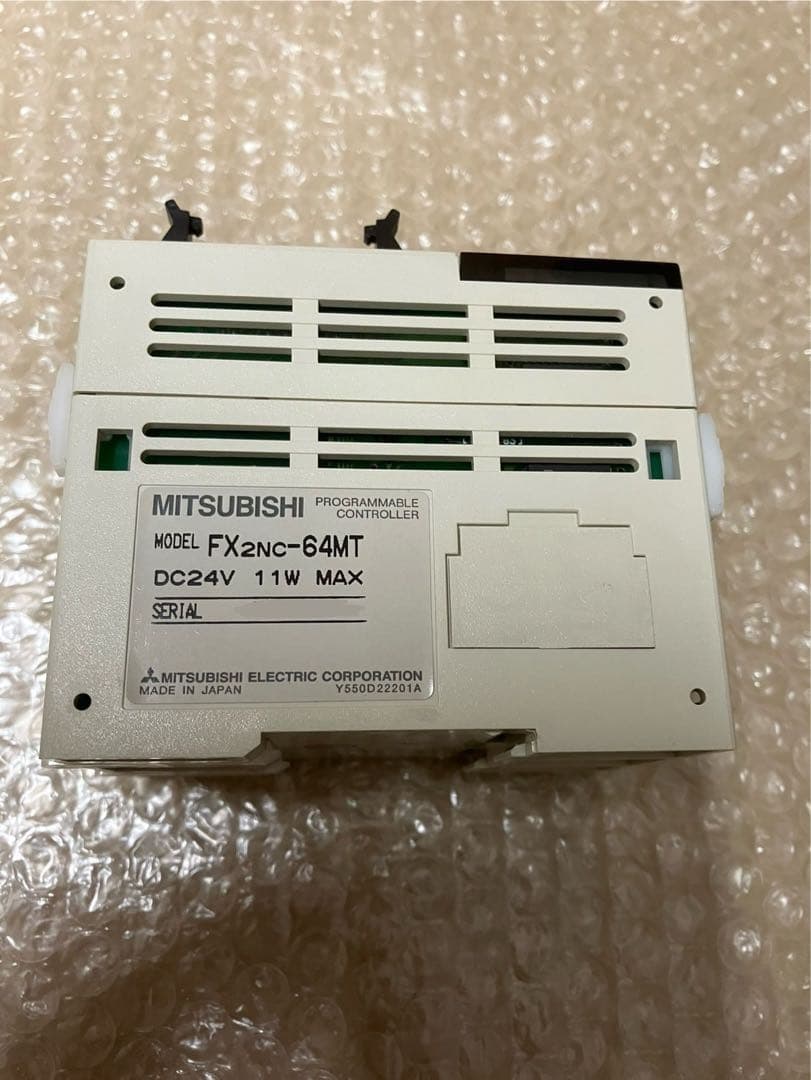 MITSUBISHI PROGRAMMABLE CONTROLLER
MODEL FX2NC-64MT
DC24V 11W MAX
SERIAL
MITSUBISHI ELECTRIC CORPORATION
MADE IN JAPAN Y550D22201A